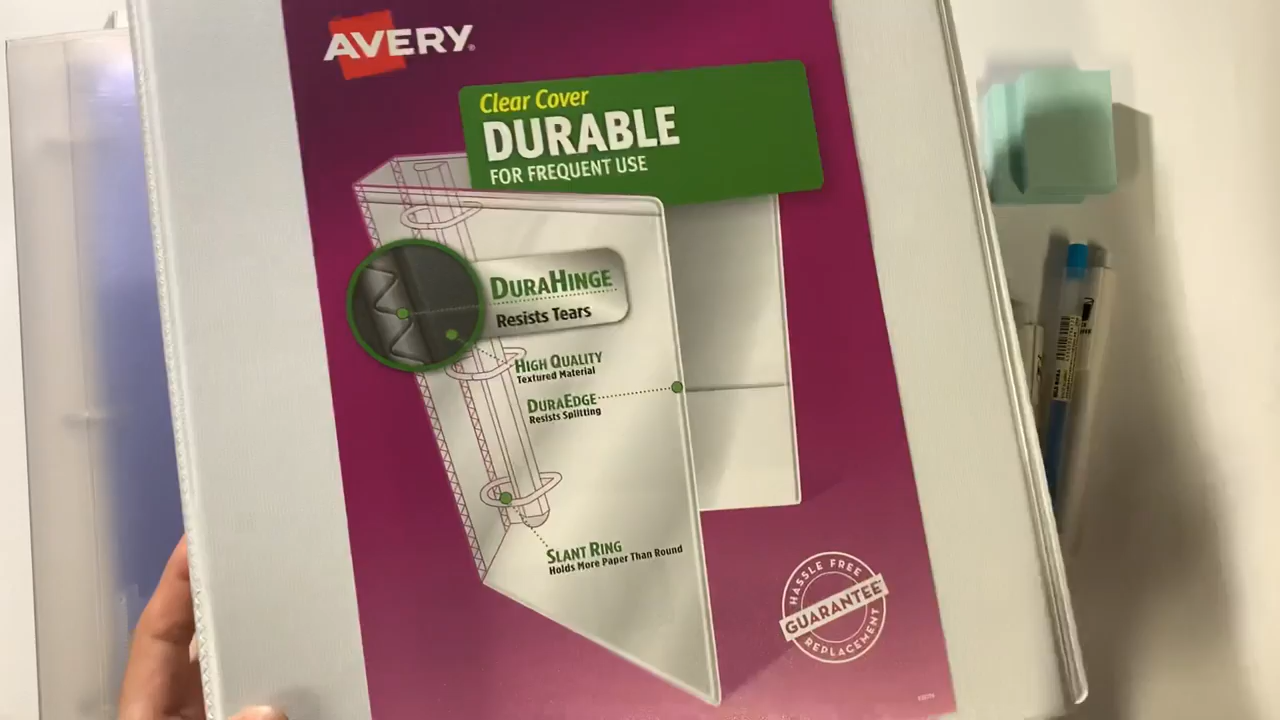 AVERY®
Clear Cover
DURABLE
FOR FREQUENT USE
DURAHINGE
Resists Tears
HIGH QUALITY
Textured Material
DURAEDGE
Resists Splitting
SLANT RING
Holds More Paper Than Round
HASSLE FREE
GUARANTEE
REPLACEMENT